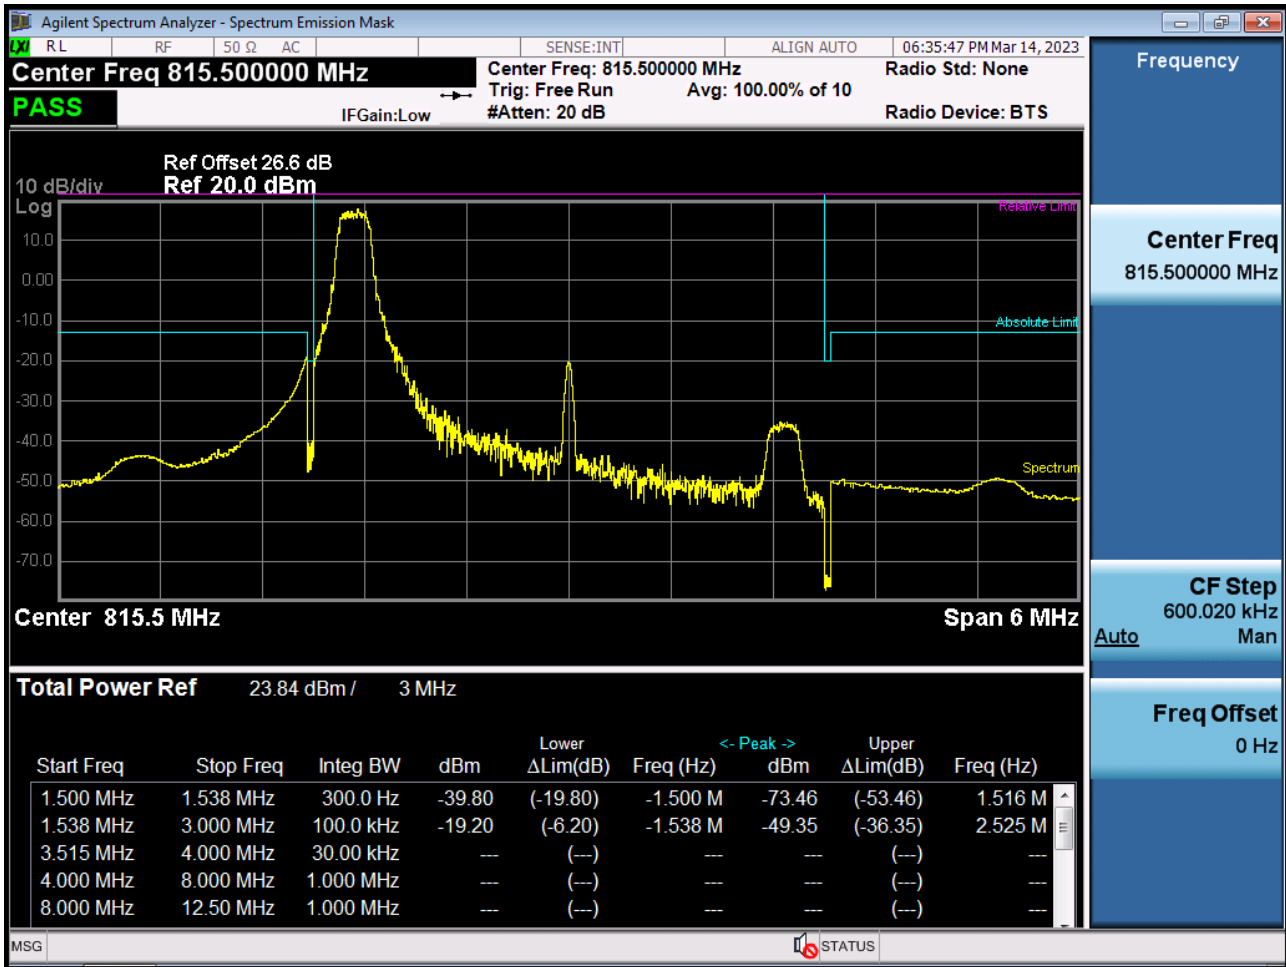 Agilent Spectrum Analyzer - Spectrum Emission Mask
LXI RL RF 50 Ω AC SENSE:INT ALIGN AUTO 06:35:47 PM Mar 14, 2023
Center Freq 815.500000 MHz
Center Freq: 815.500000 MHz
Radio Std: None
Trig: Free Run Avg: 100.00% of 10
PASS
IFGain:Low
#Atten: 20 dB
Radio Device: BTS
Frequency
Ref Offset 26.6 dB
10 dB/div Ref 20.0 dBm
Log
Relative Limit
10.0
0.00
-10.0
Absolute Limit
-20.0
-30.0
-40.0
Spectrum
-50.0
-60.0
-70.0
Center 815.5 MHz
Span 6 MHz
Center Freq
815.500000 MHz
CF Step
600.020 kHz
Auto Man
Freq Offset
0 Hz
Total Power Ref 23.84 dBm / 3 MHz
Lower <- Peak -> Upper
Start Freq Stop Freq Integ BW dBm ΔLim(dB) Freq (Hz) dBm ΔLim(dB) Freq (Hz)
1.500 MHz 1.538 MHz 300.0 Hz -39.80 (-19.80) -1.500 M -73.46 (-53.46) 1.516 M
1.538 MHz 3.000 MHz 100.0 kHz -19.20 (-6.20) -1.538 M -49.35 (-36.35) 2.525 M
3.515 MHz 4.000 MHz 30.00 kHz --- (---) --- --- (---) ---
4.000 MHz 8.000 MHz 1.000 MHz --- (---) --- --- (---) ---
8.000 MHz 12.50 MHz 1.000 MHz --- (---) --- --- (---) ---
MSG
STATUS